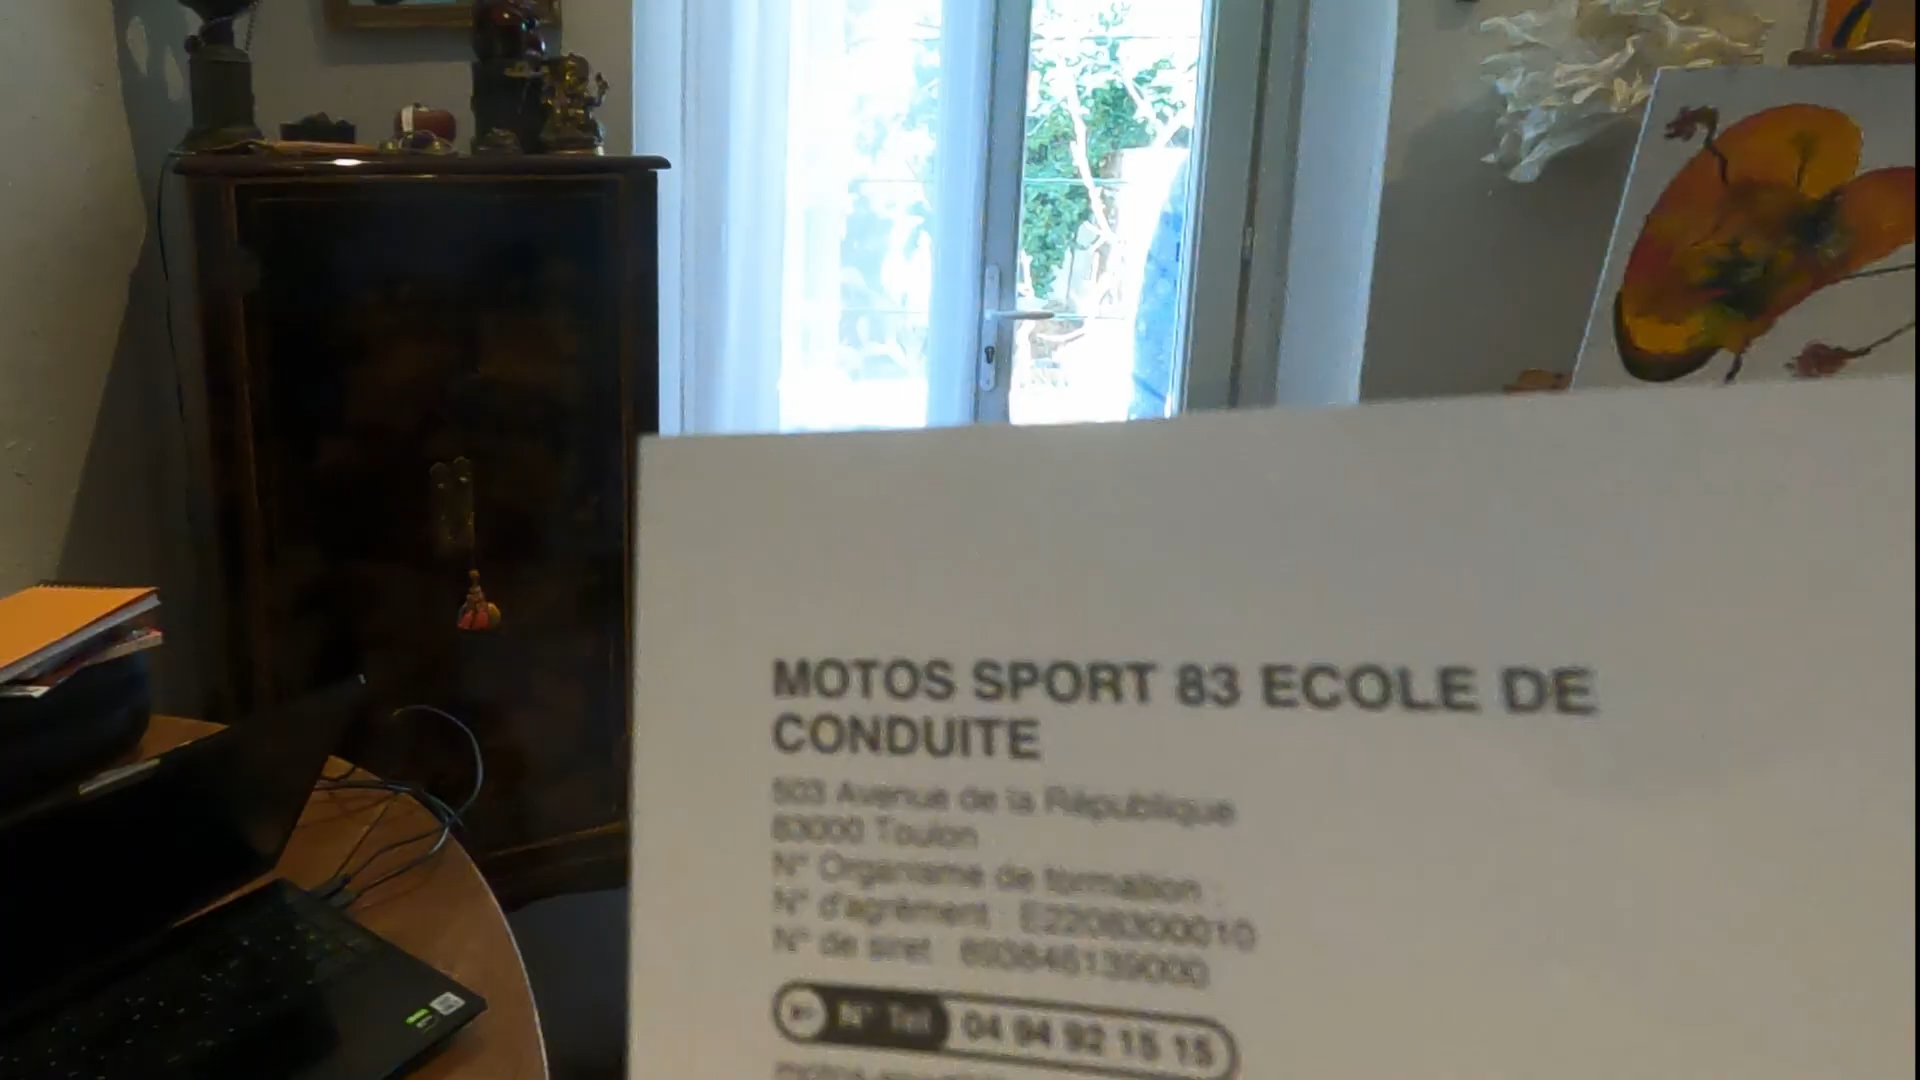 MOTOS SPORT 83 ECOLE DE
CONDUITE
503 Avenue de la République
83000 Toulon
N° Organisme de formation :
N° d'agrément : E2208300010
N° de siret :
N° Tel 04 94 92 15 15